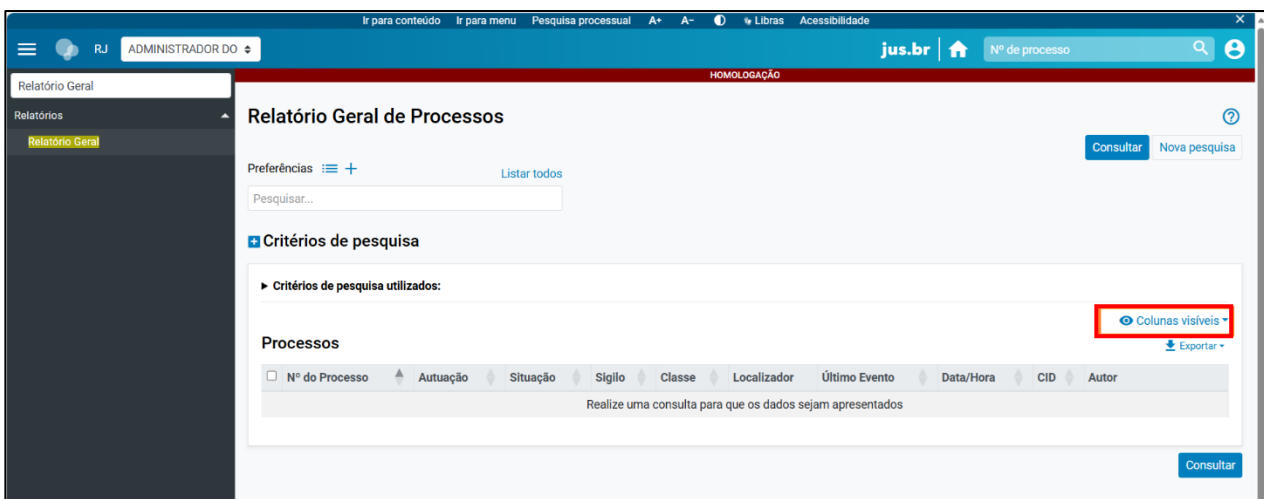 Ir para conteúdo Ir para menu Pesquisa processual A+ A- Libras Acessibilidade ×
RJ ADMINISTRADOR DO jus.br Nº de processo
HOMOLOGAÇÃO
Relatório Geral
Relatórios
Relatório Geral
Relatório Geral de Processos ?
Consultar Nova pesquisa
Preferências Listar todos
Pesquisar...
Critérios de pesquisa
Critérios de pesquisa utilizados:
Colunas visíveis
Processos
Exportar
Nº do Processo Autuação Situação Sigilo Classe Localizador Último Evento Data/Hora CID Autor
Realize uma consulta para que os dados sejam apresentados
Consultar